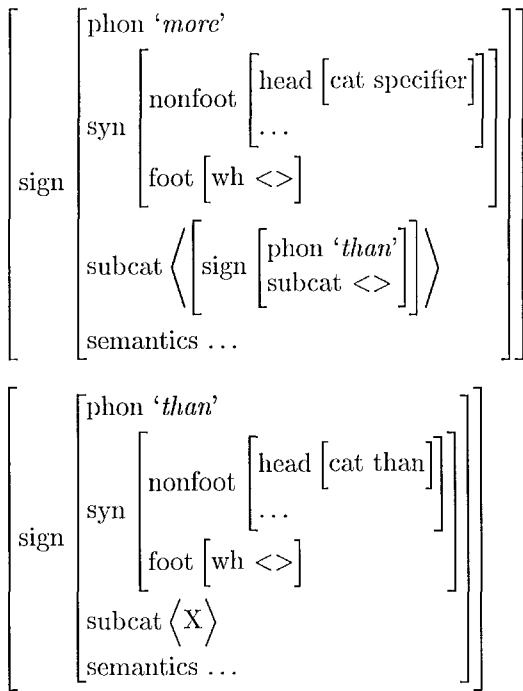 phon ‘more’
head [cat specifier]
nonfoot
syn
...
foot [wh <>]
sign
phon ‘than’
subcat ⟨[sign [subcat <>]]⟩
semantics ...
phon ‘than’
head [cat than]
nonfoot
syn
...
sign
foot [wh <>]
subcat ⟨X⟩
semantics ...